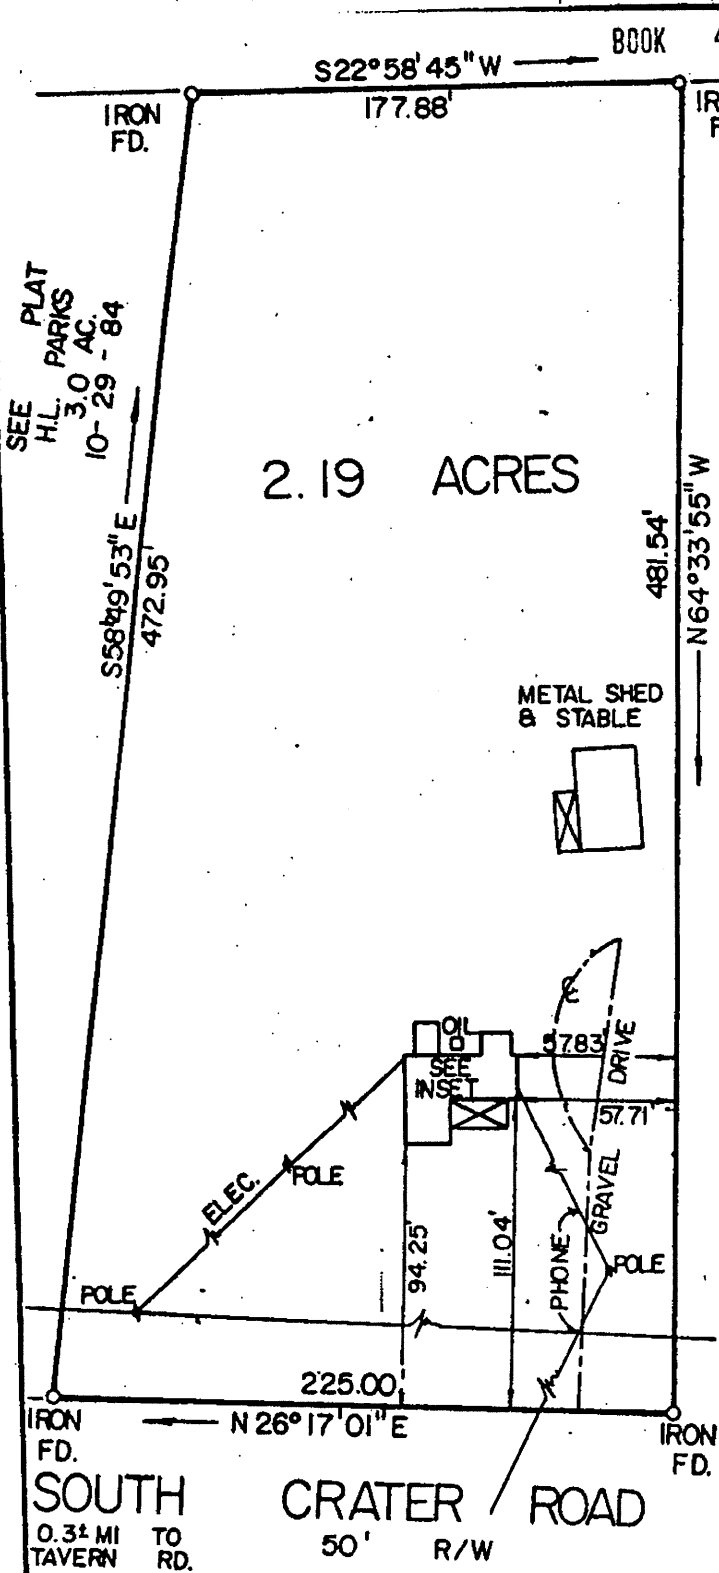 BOOK 4
S22°58'45"W
177.88'
IRON
FD.
SEE PLAT
H.L. PARKS
3.0 AC.
10-29-84
S58°49'53"E
472.95'
2.19 ACRES
481.54'
N64°33'55"W
METAL SHED
& STABLE
℄
OIL
SEE
INSET
57.83'
DRIVE
57.71'
GRAVEL
ELEC.
POLE
94.25'
111.04'
PHONE
POLE
POLE
225.00'
N26°17'01"E
IRON
FD.
IRON
FD.
SOUTH CRATER ROAD
0.3± MI TO
TAVERN RD.
50' R/W